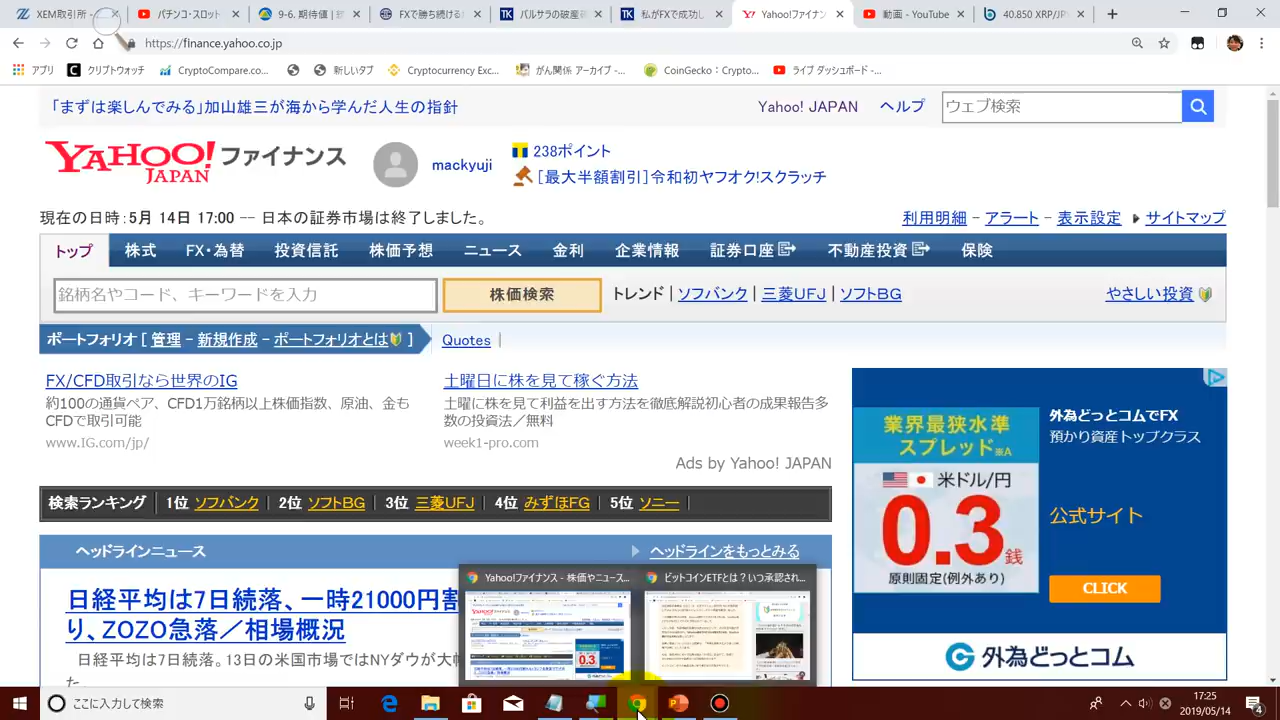 XEM取引所 -
パチンコ・スロット
9-6. 期待値 | 統
FXで勝ち続ける
バルサラの破産確
私がFXで成功し
Yahoo!ファイナン
動画 - YouTube
40.850 XRP/JP
https://finance.yahoo.co.jp
アプリ
クリプトウォッチ
CryptoCompare.co...
新しいタブ
Cryptocurrency Exc...
がん関係 アーカイブ -...
CoinGecko：Crypto...
ライブ ダッシュボード -...
「まずは楽しんでみる」加山雄三が海から学んだ人生の指針
Yahoo! JAPAN
ヘルプ
ウェブ検索
YAHOO! JAPAN ファイナンス
mackyuji
238ポイント
[最大半額割引]令和初ヤフオク!スクラッチ
現在の日時：5月 14日 17:00 -- 日本の証券市場は終了しました。
利用明細 - アラート - 表示設定 サイトマップ
トップ 株式 FX・為替 投資信託 株価予想 ニュース 金利 企業情報 証券口座 不動産投資 保険
銘柄名やコード、キーワードを入力
株価検索
トレンド | ソフバンク | 三菱UFJ | ソフトBG
やさしい投資
ポートフォリオ [ 管理 - 新規作成 - ポートフォリオとは ]
Quotes |
FX/CFD取引なら世界のIG
約100の通貨ペア、CFD1万銘柄以上株価指数、原油、金も
CFDで取引可能
www.IG.com/jp/
土曜日に株を見て稼ぐ方法
土曜に株を見て利益を出す方法を徹底解説初心者の成果報告多
数の投資法／無料
week1-pro.com
Ads by Yahoo! JAPAN
外為どっとコムでFX
預かり資産トップクラス
業界最狭水準
スプレッド※A
米ドル/円
0.3銭
原則固定(例外あり)
公式サイト
CLICK
外為どっとコム
検索ランキング 1位 ソフバンク | 2位 ソフトBG | 3位 三菱UFJ | 4位 みずほFG | 5位 ソニー |
ヘッドラインニュース
ヘッドラインをもっとみる
日経平均は7日続落、一時21000円割
り、ZOZO急落／相場概況
日経平均は7日続落。13日の米国市場ではNYダウが大幅
た
Yahoo!ファイナンス - 株価やニュース...
ビットコインETFとは？いつ承認され...
ここに入力して検索
17:25
2019/05/14
4